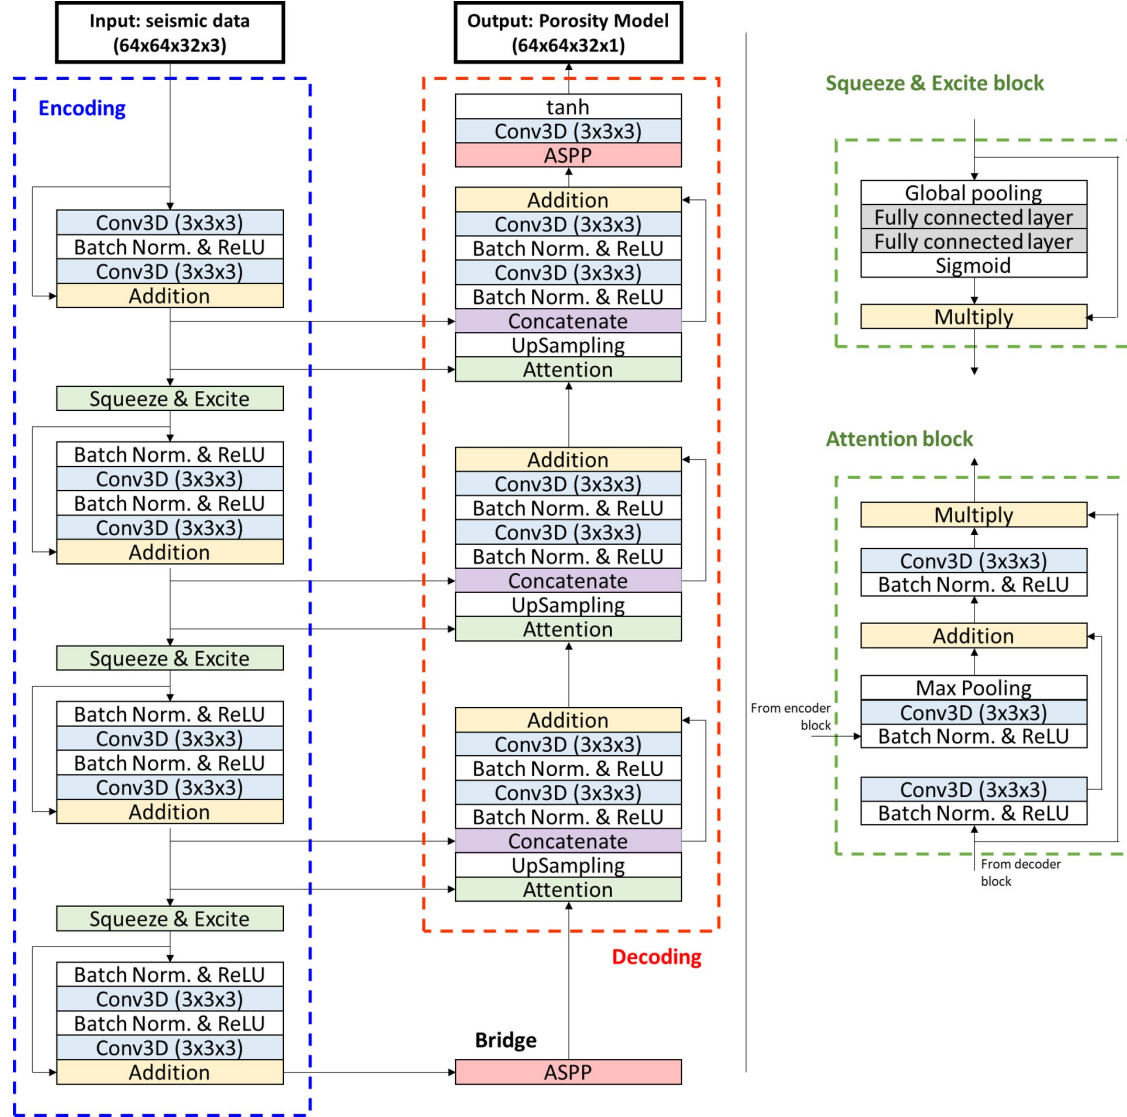 Input: seismic data
(64x64x32x3)
Encoding
Conv3D (3x3x3)
Batch Norm. & ReLU
Conv3D (3x3x3)
Addition
Squeeze & Excite
Batch Norm. & ReLU
Conv3D (3x3x3)
Batch Norm. & ReLU
Conv3D (3x3x3)
Addition
Squeeze & Excite
Batch Norm. & ReLU
Conv3D (3x3x3)
Batch Norm. & ReLU
Conv3D (3x3x3)
Addition
Squeeze & Excite
Batch Norm. & ReLU
Conv3D (3x3x3)
Batch Norm. & ReLU
Conv3D (3x3x3)
Addition
Output: Porosity Model
(64x64x32x1)
tanh
Conv3D (3x3x3)
ASPP
Addition
Conv3D (3x3x3)
Batch Norm. & ReLU
Conv3D (3x3x3)
Batch Norm. & ReLU
Concatenate
UpSampling
Attention
Addition
Conv3D (3x3x3)
Batch Norm. & ReLU
Conv3D (3x3x3)
Batch Norm. & ReLU
Concatenate
UpSampling
Attention
Addition
Conv3D (3x3x3)
Batch Norm. & ReLU
Conv3D (3x3x3)
Batch Norm. & ReLU
Concatenate
UpSampling
Attention
Decoding
Bridge
ASPP
Squeeze & Excite block
Global pooling
Fully connected layer
Fully connected layer
Sigmoid
Multiply
Attention block
Multiply
Conv3D (3x3x3)
Batch Norm. & ReLU
Addition
Max Pooling
Conv3D (3x3x3)
Batch Norm. & ReLU
From encoder
block
Conv3D (3x3x3)
Batch Norm. & ReLU
From decoder
block